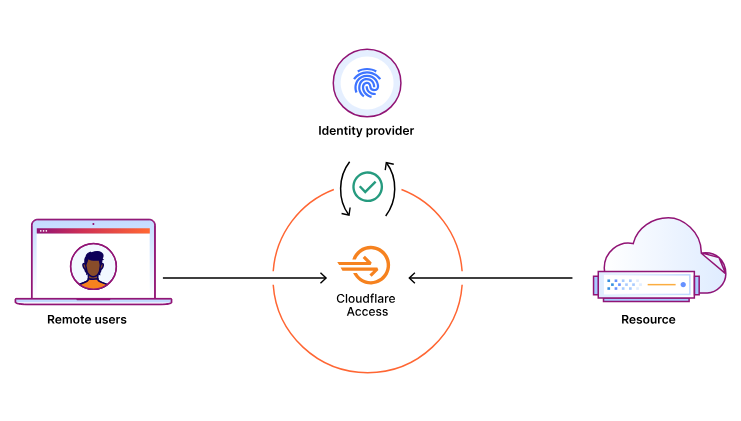 Identity provider
Cloudflare
Access
Remote users
Resource